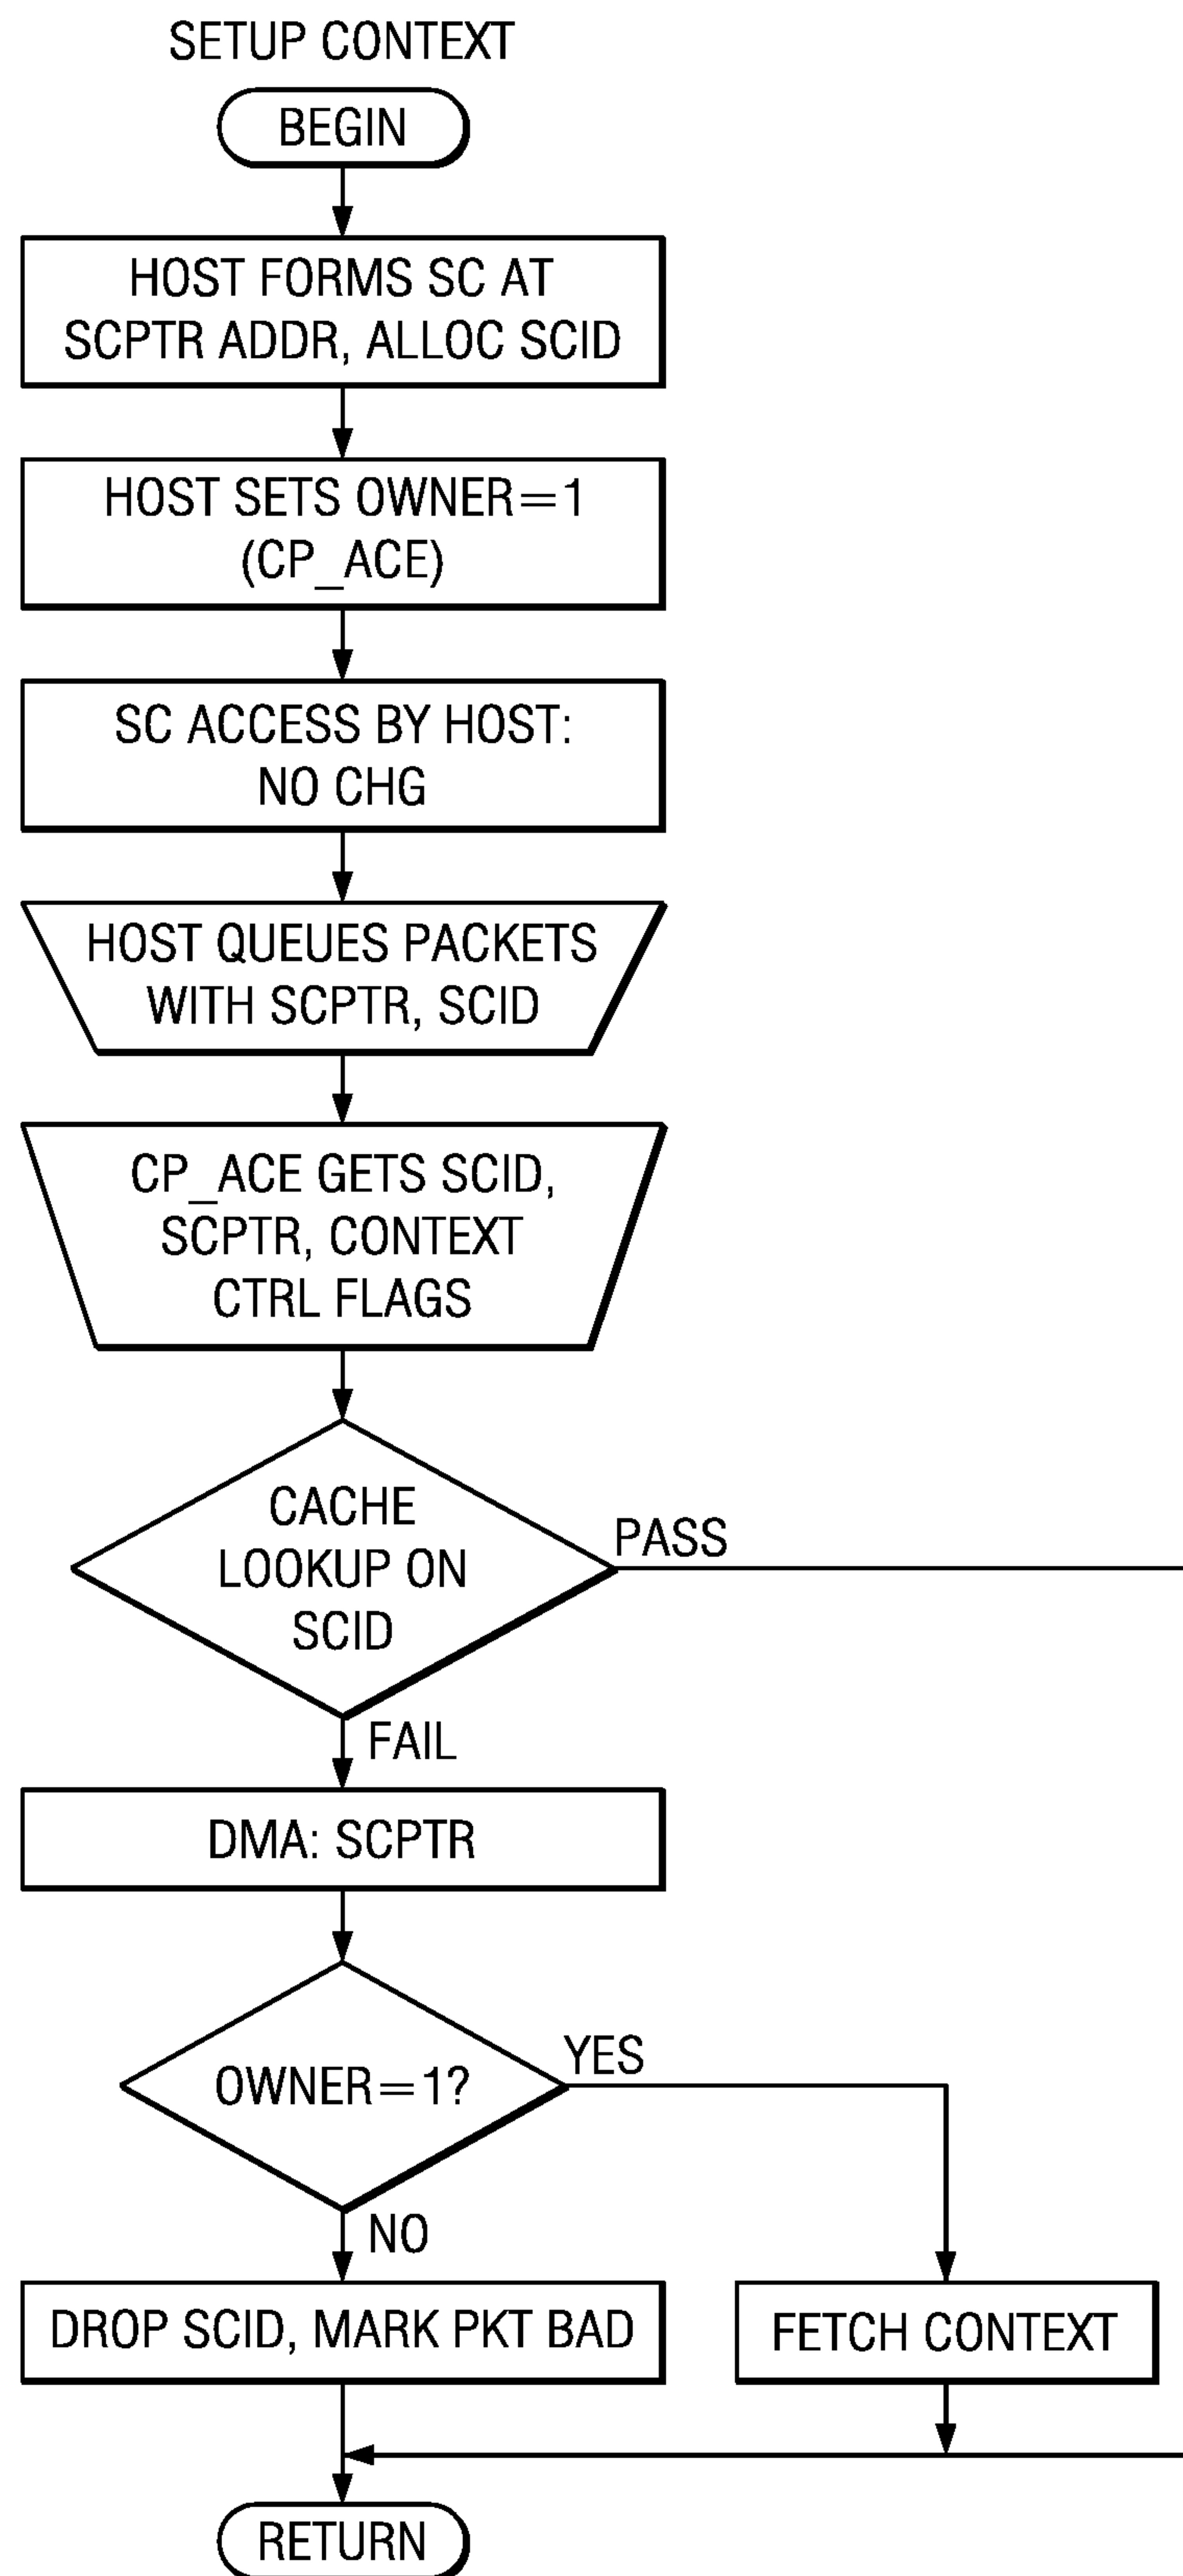 SETUP CONTEXT
BEGIN
HOST FORMS SC AT
SCPTR ADDR, ALLOC SCID
HOST SETS OWNER=1
(CP_ACE)
SC ACCESS BY HOST:
NO CHG
HOST QUEUES PACKETS
WITH SCPTR, SCID
CP_ACE GETS SCID,
SCPTR, CONTEXT
CTRL FLAGS
CACHE
LOOKUP ON
SCID
PASS
FAIL
DMA: SCPTR
OWNER=1?
YES
NO
DROP SCID, MARK PKT BAD
FETCH CONTEXT
RETURN